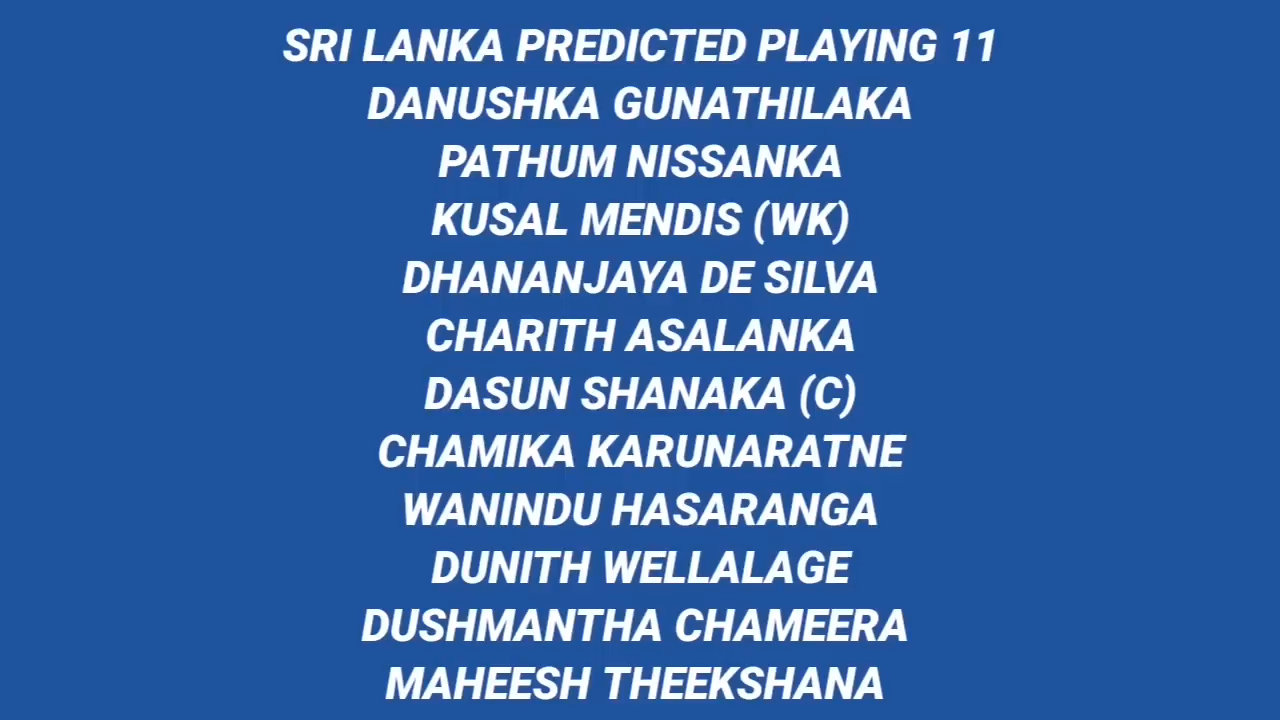 SRI LANKA PREDICTED PLAYING 11
DANUSHKA GUNATHILAKA
PATHUM NISSANKA
KUSAL MENDIS (WK)
DHANANJAYA DE SILVA
CHARITH ASALANKA
DASUN SHANAKA (C)
CHAMIKA KARUNARATNE
WANINDU HASARANGA
DUNITH WELLALAGE
DUSHMANTHA CHAMEERA
MAHEESH THEEKSHANA